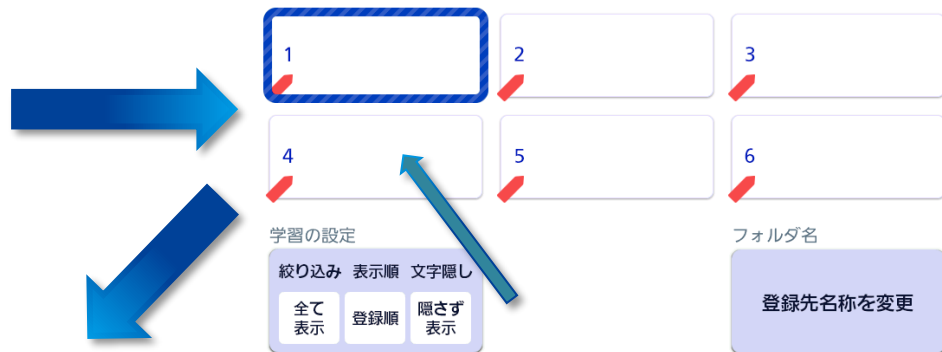 1
2
3
4
5
6
学習の設定
フォルダ名
絞り込み 表示順 文字隠し
全て
表示
登録順
隠さず
表示
登録先名称を変更